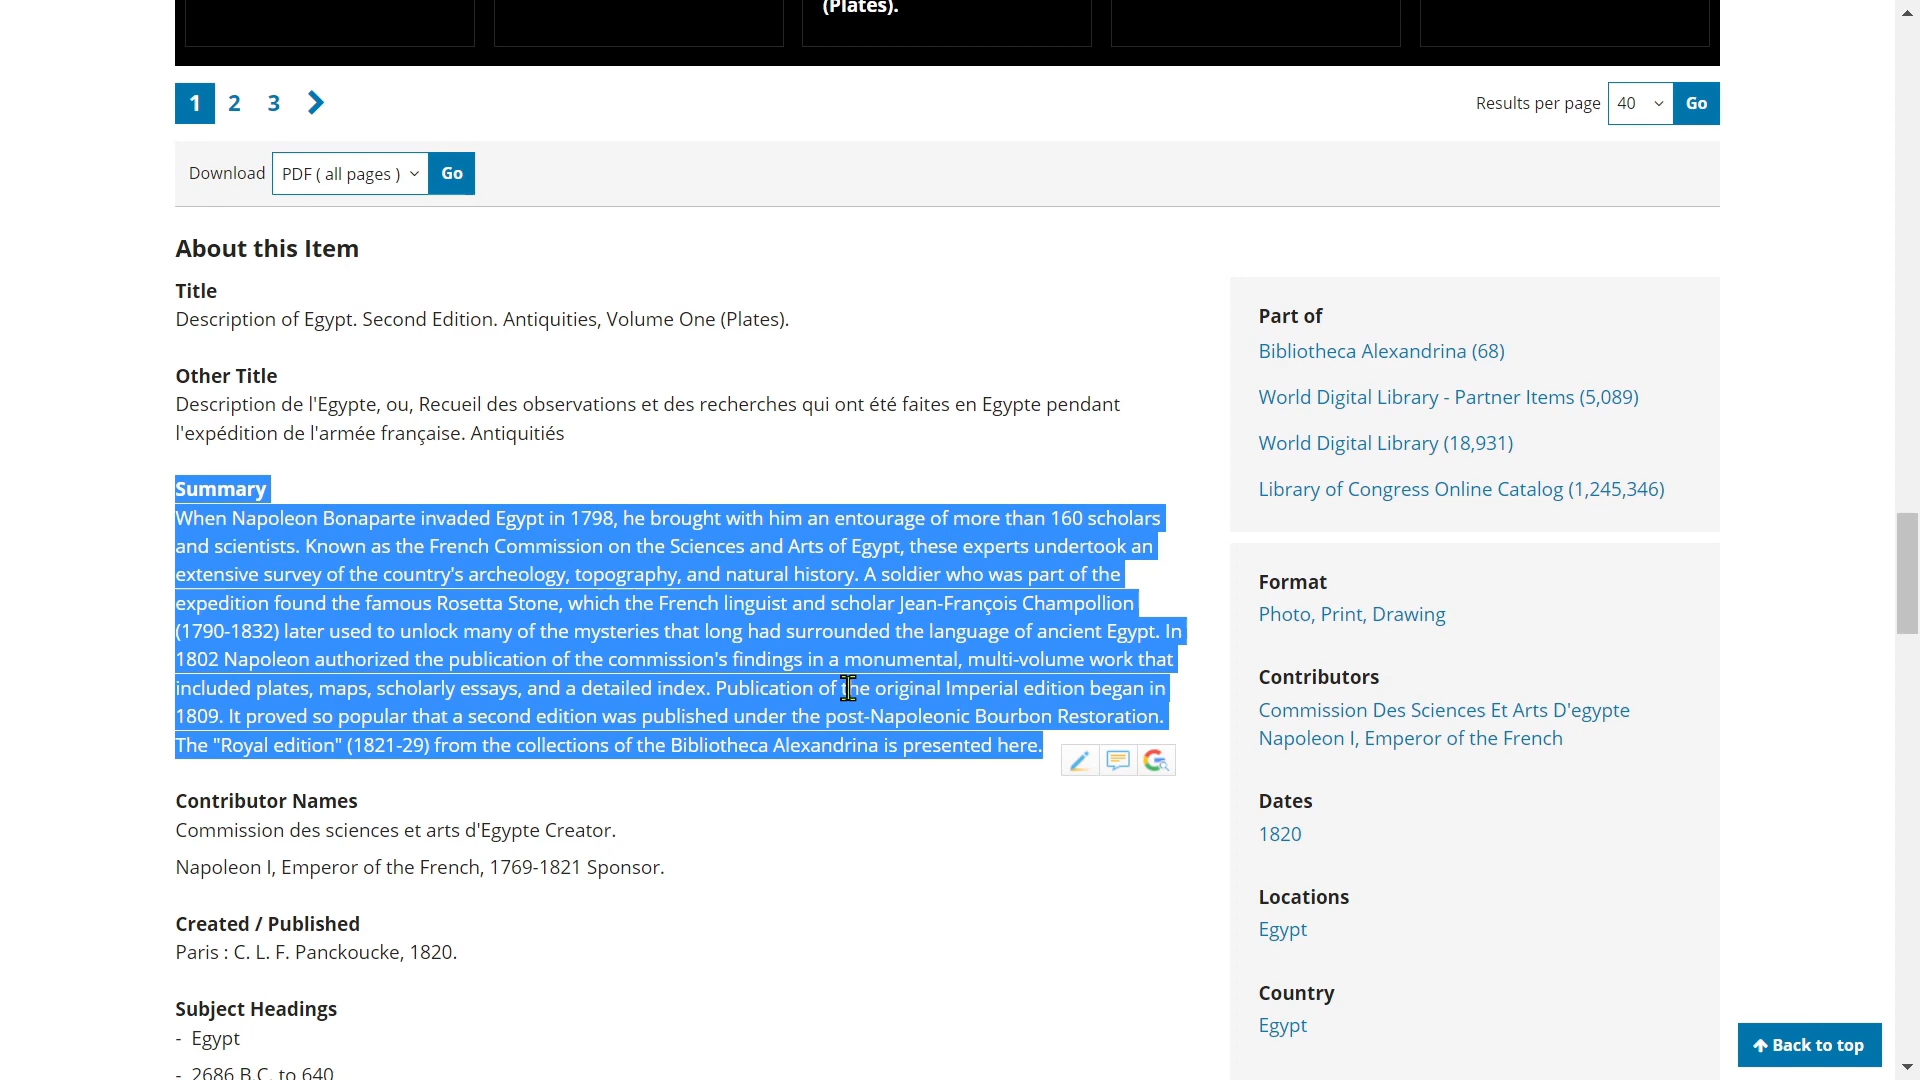 (Plates).
1 2 3
Results per page 40 Go
Download PDF ( all pages ) Go
About this Item
Title
Description of Egypt. Second Edition. Antiquities, Volume One (Plates).
Other Title
Description de l'Egypte, ou, Recueil des observations et des recherches qui ont été faites en Egypte pendant
l'expédition de l'armée française. Antiquitiés
Summary
When Napoleon Bonaparte invaded Egypt in 1798, he brought with him an entourage of more than 160 scholars
and scientists. Known as the French Commission on the Sciences and Arts of Egypt, these experts undertook an
extensive survey of the country's archeology, topography, and natural history. A soldier who was part of the
expedition found the famous Rosetta Stone, which the French linguist and scholar Jean-François Champollion
(1790-1832) later used to unlock many of the mysteries that long had surrounded the language of ancient Egypt. In
1802 Napoleon authorized the publication of the commission's findings in a monumental, multi-volume work that
included plates, maps, scholarly essays, and a detailed index. Publication of the original Imperial edition began in
1809. It proved so popular that a second edition was published under the post-Napoleonic Bourbon Restoration.
The "Royal edition" (1821-29) from the collections of the Bibliotheca Alexandrina is presented here.
Contributor Names
Commission des sciences et arts d'Egypte Creator.
Napoleon I, Emperor of the French, 1769-1821 Sponsor.
Created / Published
Paris : C. L. F. Panckoucke, 1820.
Subject Headings
- Egypt
- 2686 B.C. to 640
Part of
Bibliotheca Alexandrina (68)
World Digital Library - Partner Items (5,089)
World Digital Library (18,931)
Library of Congress Online Catalog (1,245,346)
Format
Photo, Print, Drawing
Contributors
Commission Des Sciences Et Arts D'egypte
Napoleon I, Emperor of the French
Dates
1820
Locations
Egypt
Country
Egypt
Back to top